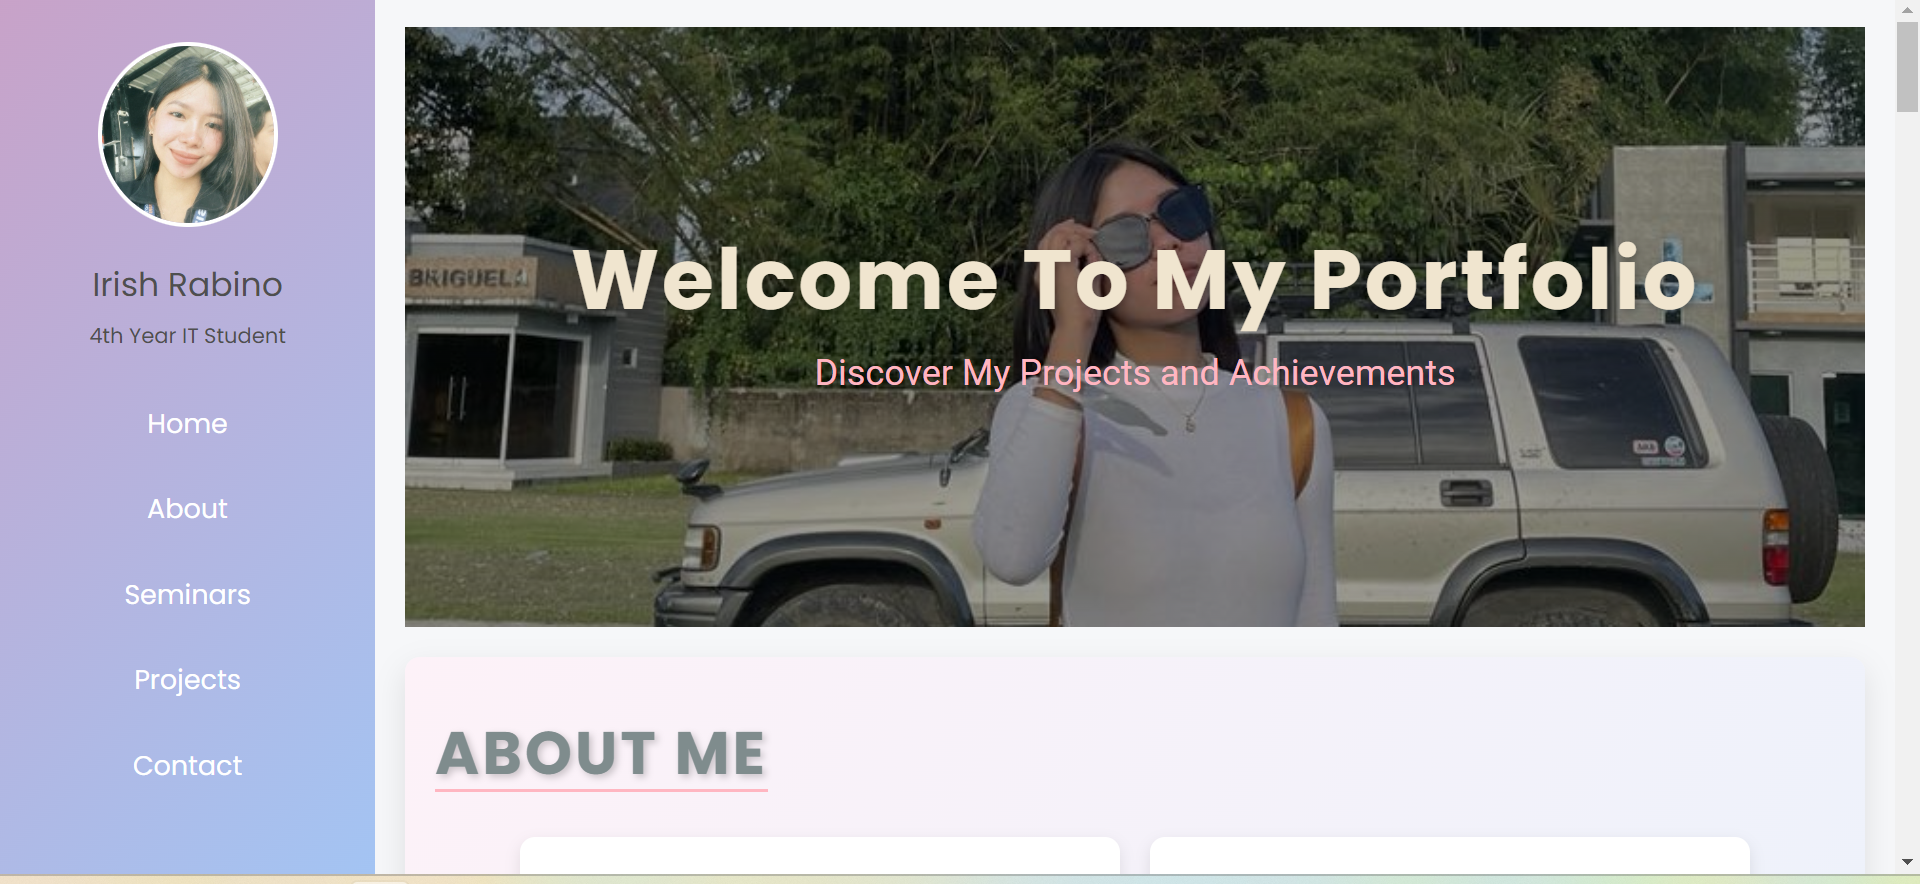 Irish Rabino
4th Year IT Student
Home
About
Seminars
Projects
Contact
BRIGUELA
Welcome To My Portfolio
Discover My Projects and Achievements
ABOUT ME